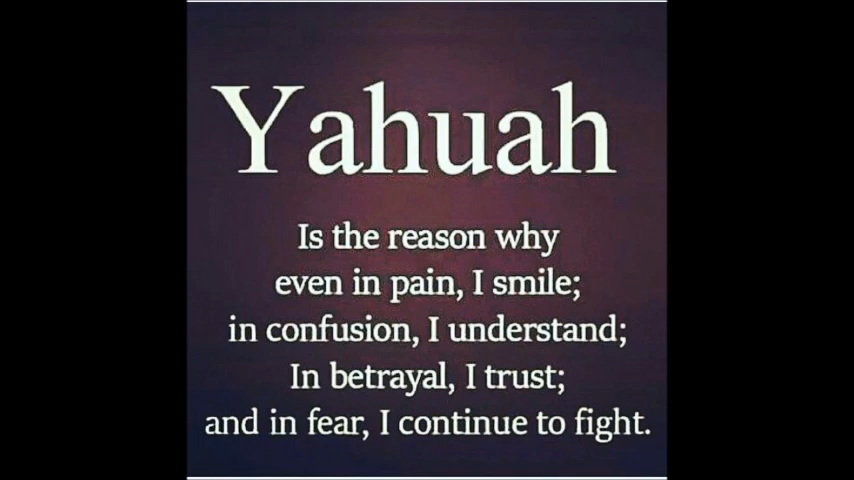 Yahuah
Is the reason why
even in pain, I smile;
in confusion, I understand;
In betrayal, I trust;
and in fear, I continue to fight.